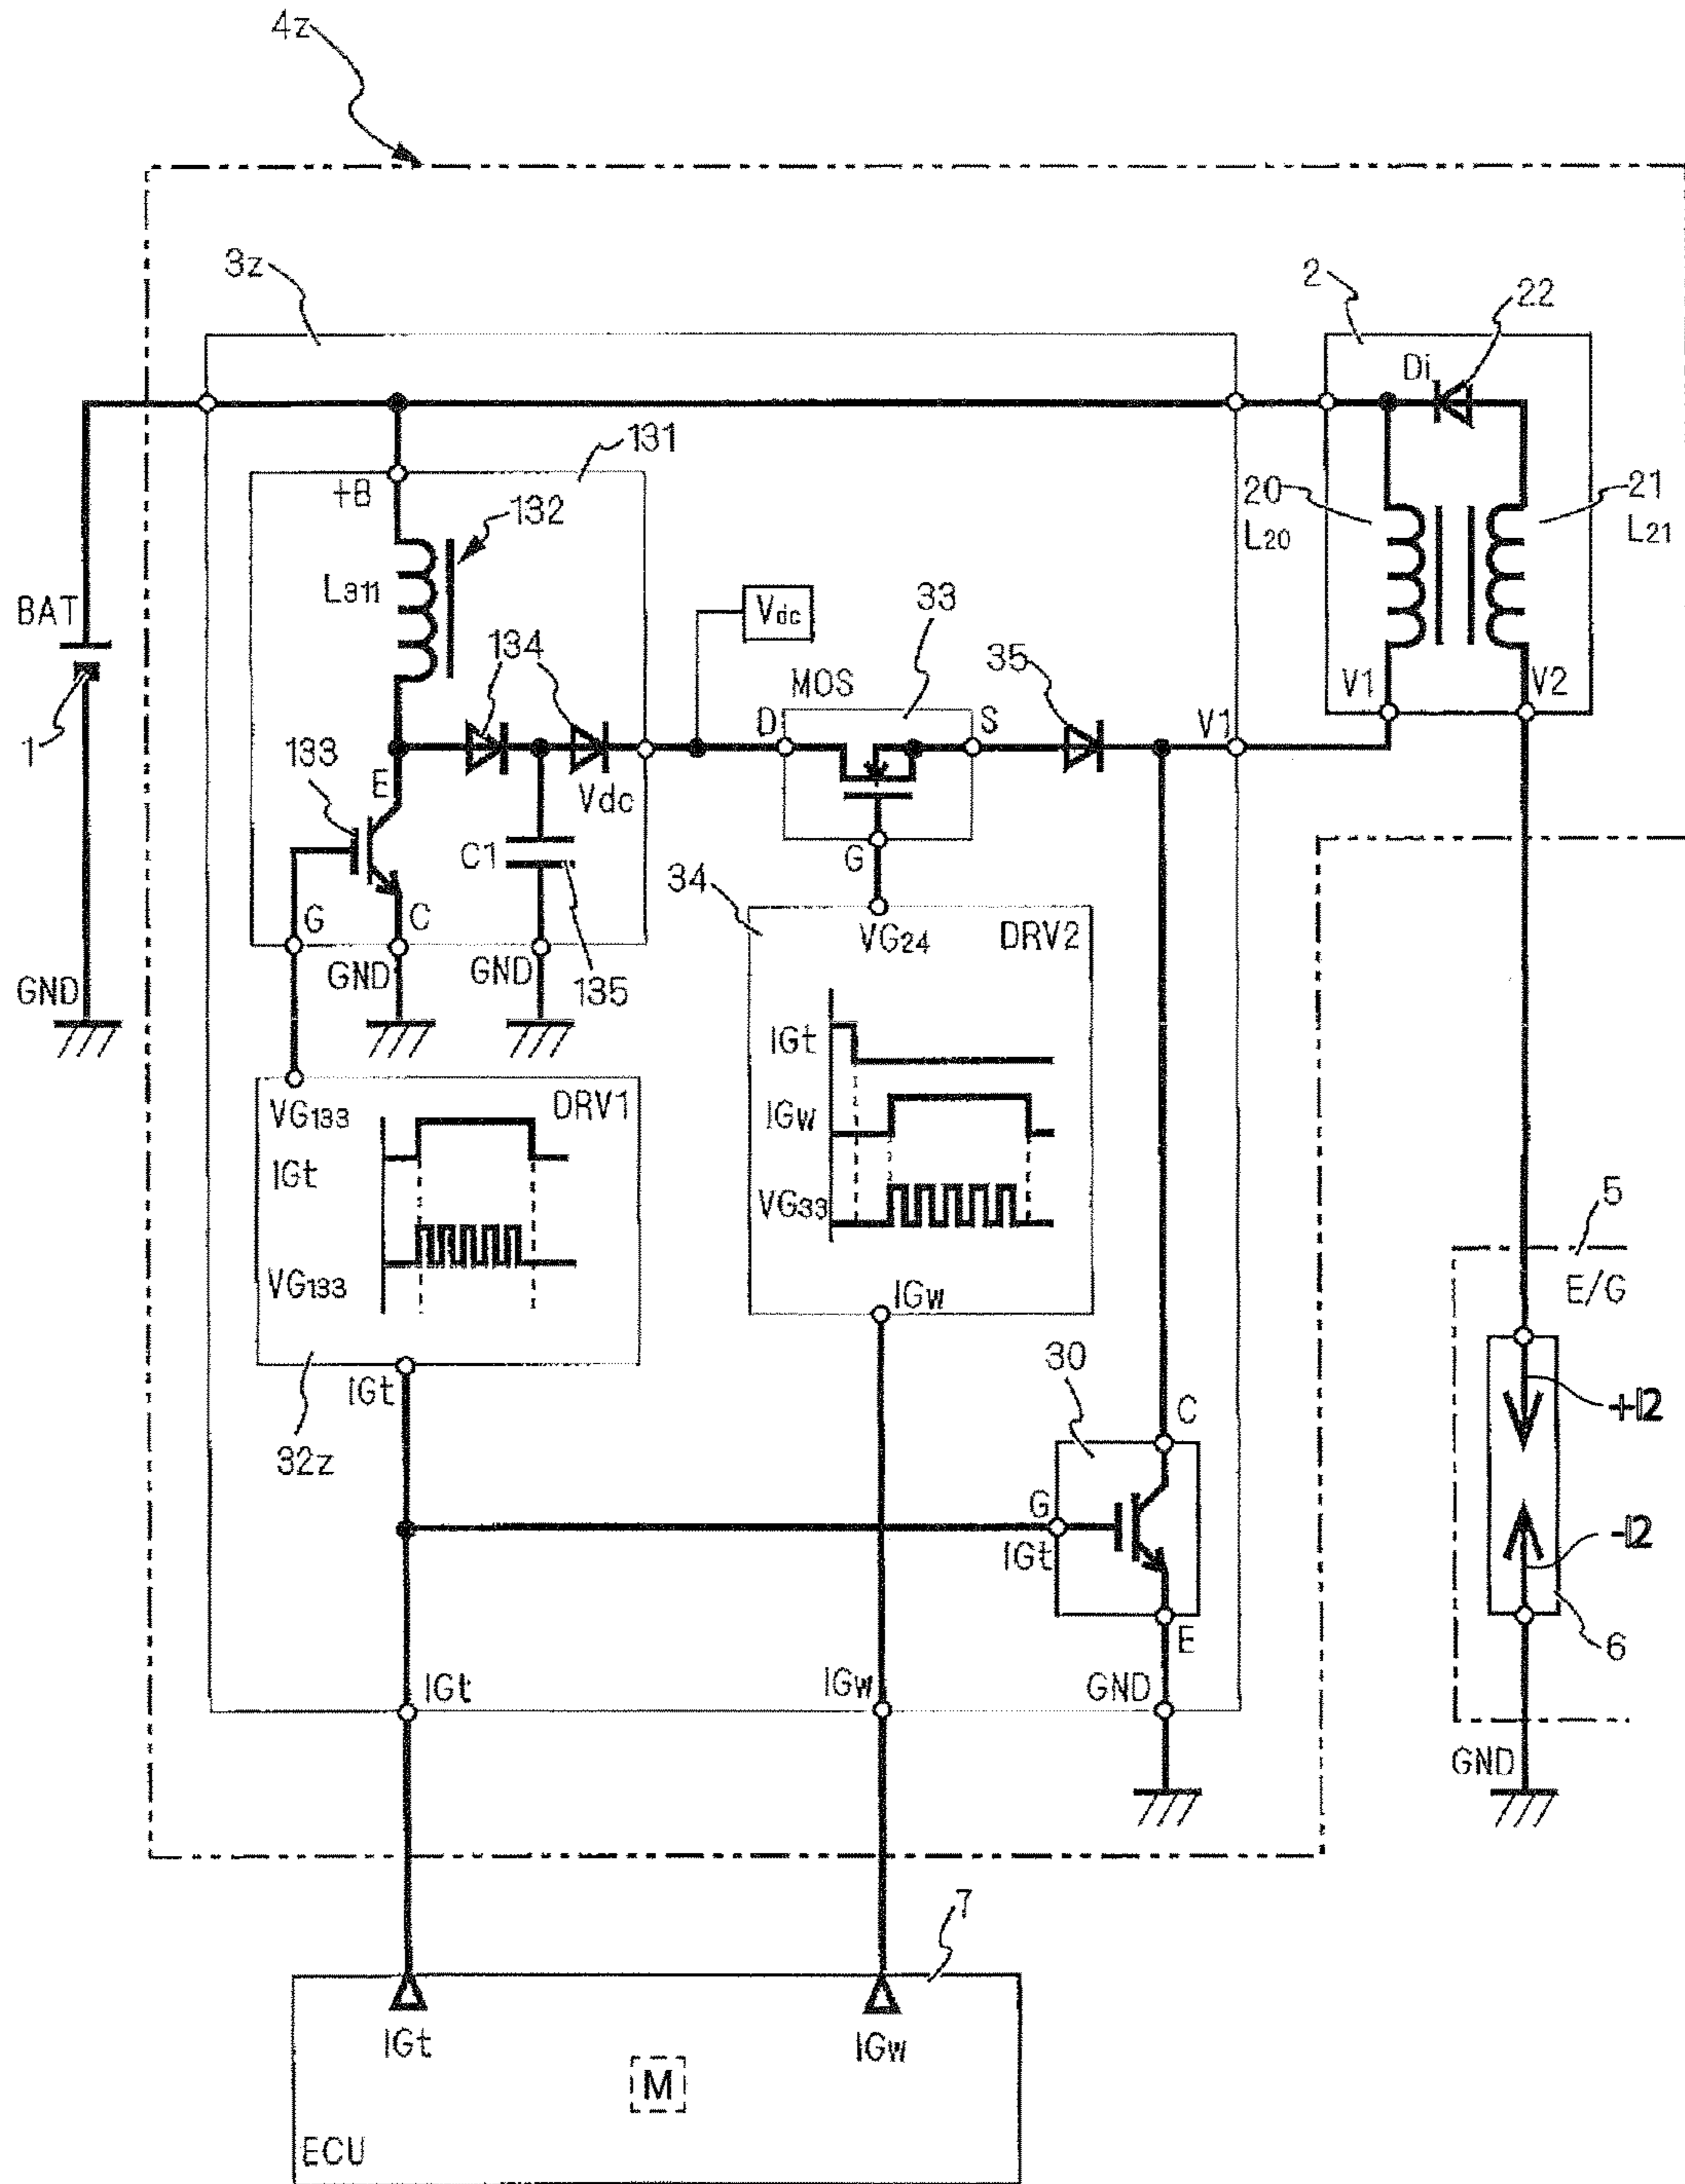 4z
3z
2
22
Di
131
+B
132
20
L20
21
L21
L311
BAT
Vdc
33
134
35
MOS
V1
V2
1
D
S
V1
133
E
Vdc
C1
G
34
G
C
VG24
DRV2
GND
GND
135
GND
IGt
VG133
DRV1
IGw
IGt
5
VG33
E/G
VG133
IGw
30
IGt
C
+I2
32z
G
IGt
-I2
E
6
IGt
IGw
GND
GND
7
IGt
IGw
M
ECU